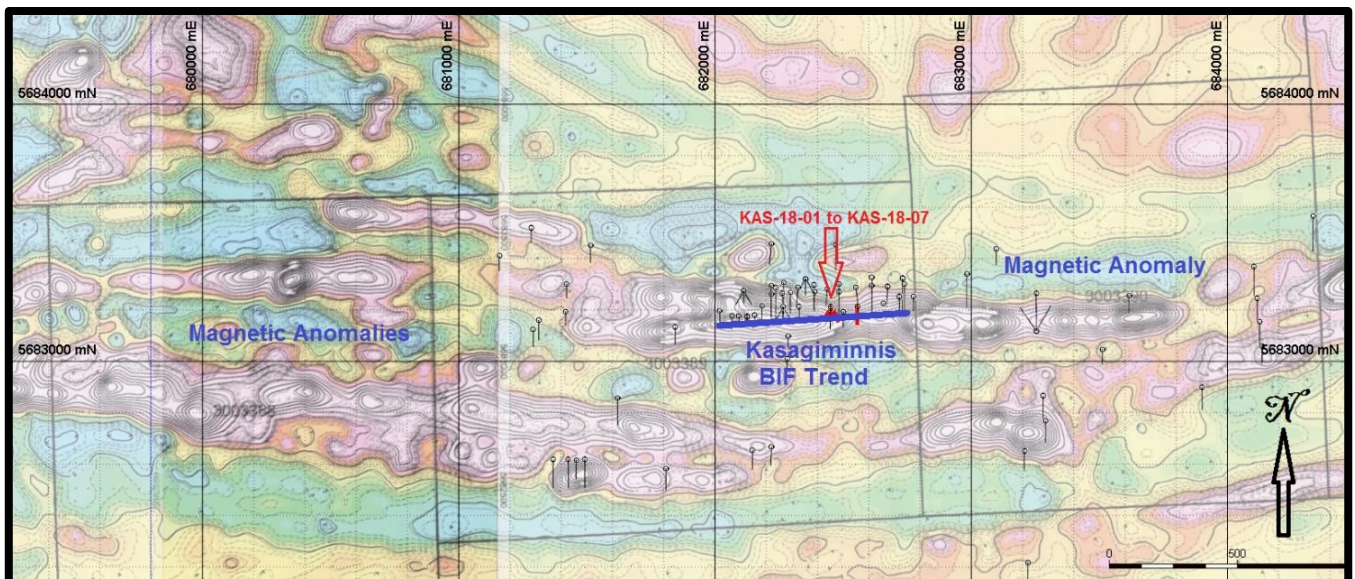 680000 mE
681000 mE
682000 mE
683000 mE
684000 mE
5684000 mN
5684000 mN
KAS-18-01 to KAS-18-07
Magnetic Anomaly
Magnetic Anomalies
5683000 mN
5683000 mN
Kasagiminnis
BIF Trend
3003389
3003388
N
0
500